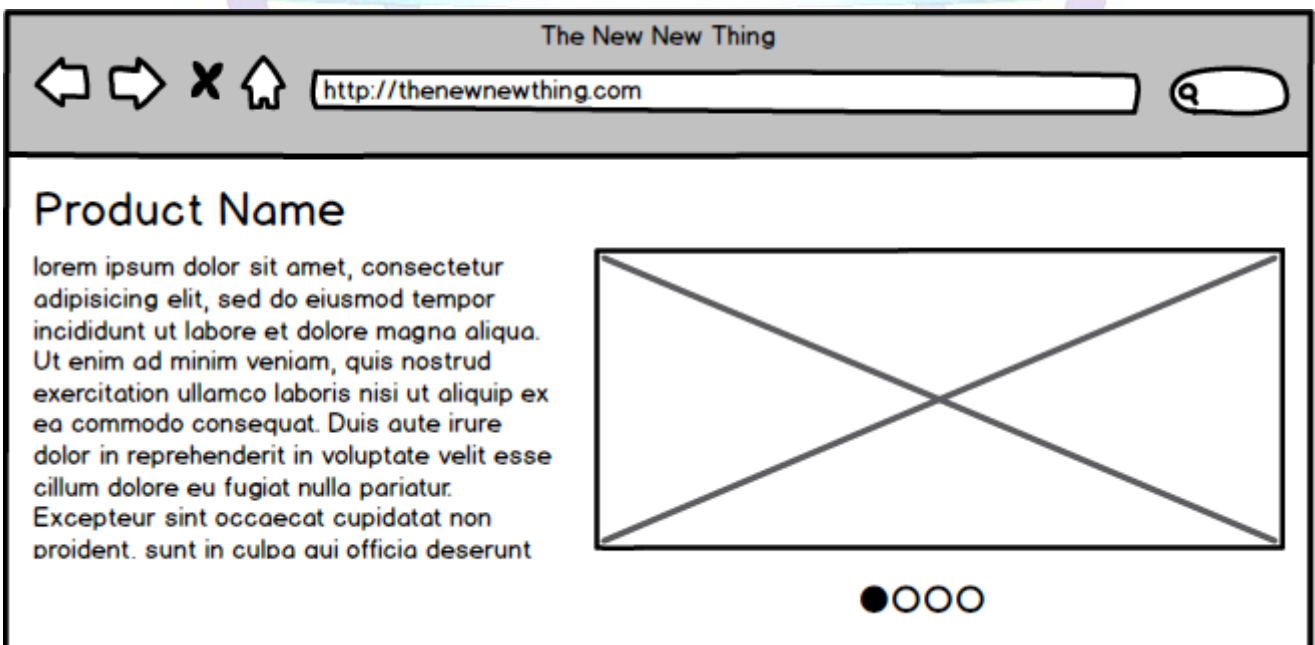 The New New Thing
http://thenewnewthing.com
Product Name
lorem ipsum dolor sit amet, consectetur
adipisicing elit, sed do eiusmod tempor
incididunt ut labore et dolore magna aliqua.
Ut enim ad minim veniam, quis nostrud
exercitation ullamco laboris nisi ut aliquip ex
ea commodo consequat. Duis aute irure
dolor in reprehenderit in voluptate velit esse
cillum dolore eu fugiat nulla pariatur.
Excepteur sint occaecat cupidatat non
proident, sunt in culpa qui officia deserunt